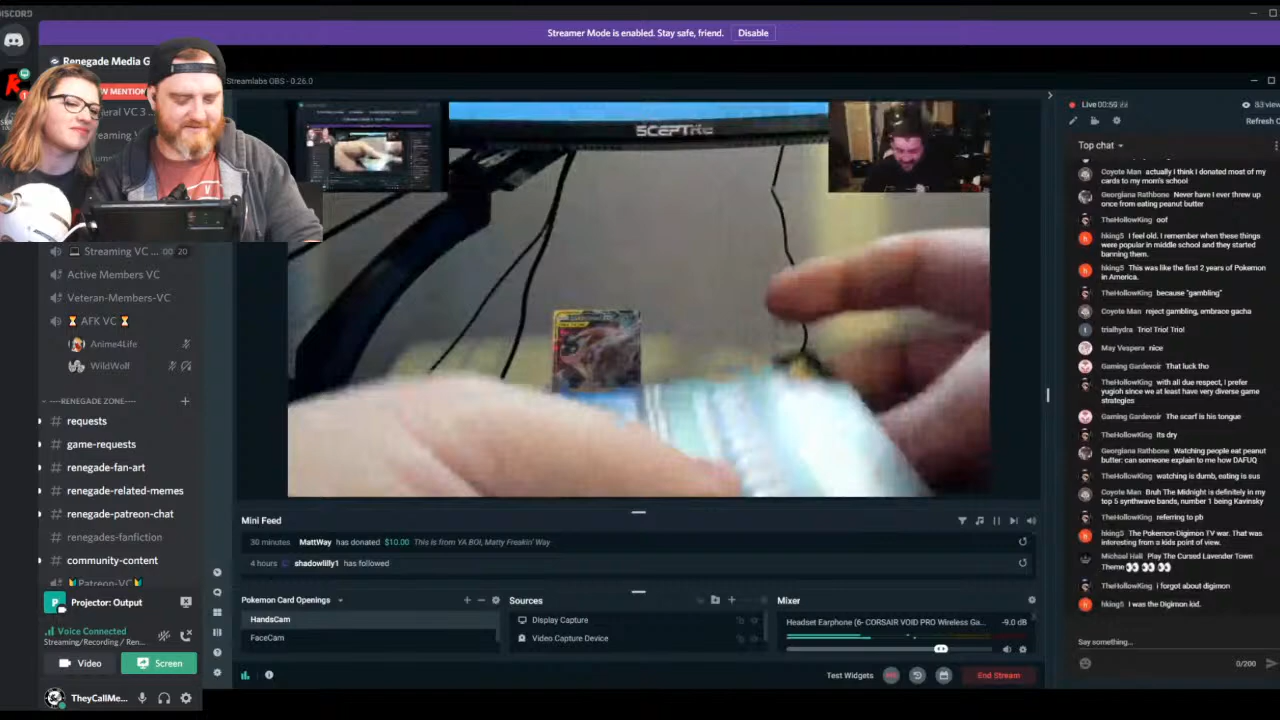 DISCORD
Streamer Mode is enabled. Stay safe, friend.
Disable
Renegade Media G
NEW MENTION
Streaming VC ...
00 20
Active Members VC
Veteran-Members-VC
AFK VC
Anime4Life
WildWolf
----RENEGADE ZONE----
requests
game-requests
renegade-fan-art
renegade-related-memes
renegade-patreon-chat
renegades-fanfiction
community-content
Patreon-VC
Projector: Output
Voice Connected
Streaming/Recording / Ren...
Video
Screen
TheyCallMe...
Streamlabs OBS - 0.26.0
SCEPTRE
Mini Feed
30 minutes MattWay has donated $10.00 This is from YA BOI, Matty Freakin' Way
4 hours shadowlilly1 has followed
Pokemon Card Openings
HandsCam
FaceCam
Sources
Display Capture
Video Capture Device
Mixer
Headset Earphone (6- CORSAIR VOID PRO Wireless Ga...
-9.0 dB
Test Widgets
End Stream
Live
83 view
Refresh C
Top chat
Coyote Man actually I think I donated most of my
cards to my mom's school
Georgiana Rathbone Never have I ever threw up
once from eating peanut butter
TheHollowKing oof
hking5 I feel old. I remember when these things
were popular in middle school and they started
banning them.
hking5 This was like the first 2 years of Pokemon
in America.
TheHollowKing because "gambling"
Coyote Man reject gambling, embrace gacha
trialhydra Trio! Trio! Trio!
May Vespera nice
Gaming Gardevoir That luck tho
TheHollowKing with all due respect, I prefer
yugioh since we at least have very diverse game
strategies
Gaming Gardevoir The scarf is his tongue
TheHollowKing its dry
Georgiana Rathbone Watching people eat peanut
butter: can someone explain to me how DAFUQ
TheHollowKing watching is dumb, eating is sus
Coyote Man Bruh The Midnight is definitely in my
top 5 synthwave bands, number 1 being Kavinsky
TheHollowKing referring to pb
hking5 The Pokemon-Digimon TV war. That was
interesting from a kids point of view.
Michael Hall Play The Cursed Lavender Town
Theme
TheHollowKing i forgot about digimon
hking5 I was the Digimon kid.
Say something...
0/200